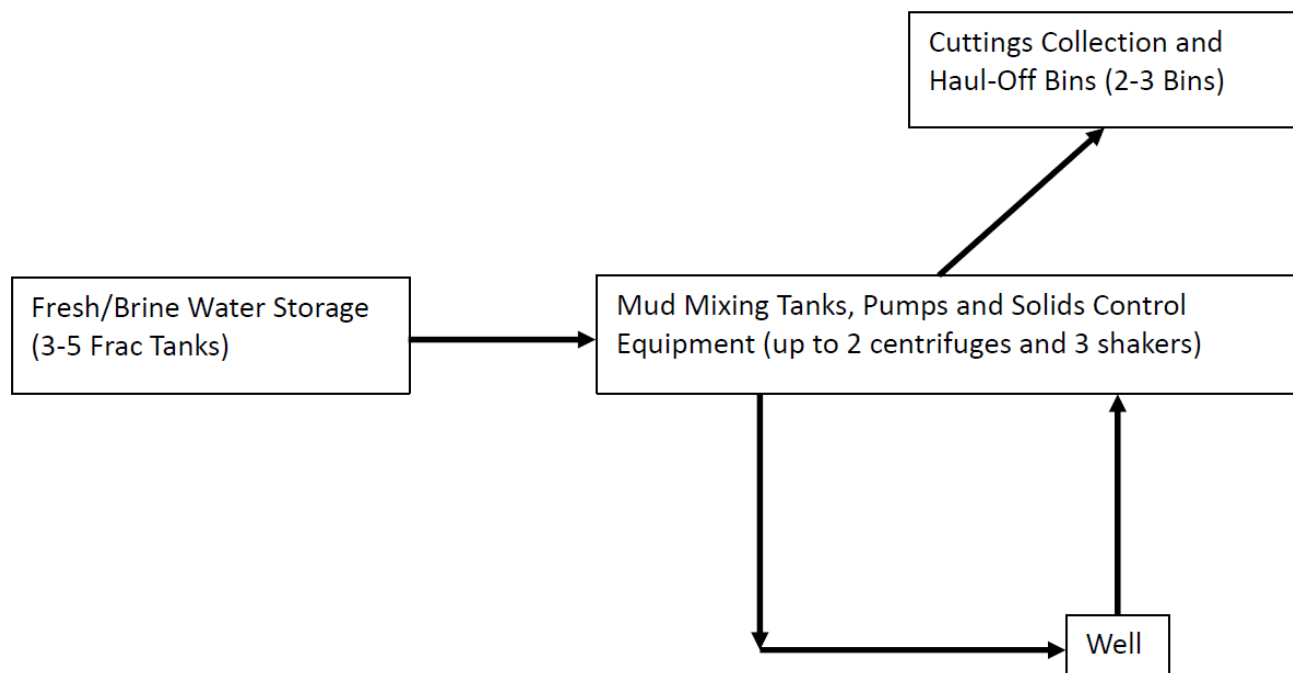 Cuttings Collection and
Haul-Off Bins (2-3 Bins)
Fresh/Brine Water Storage
(3-5 Frac Tanks)
Mud Mixing Tanks, Pumps and Solids Control
Equipment (up to 2 centrifuges and 3 shakers)
Well